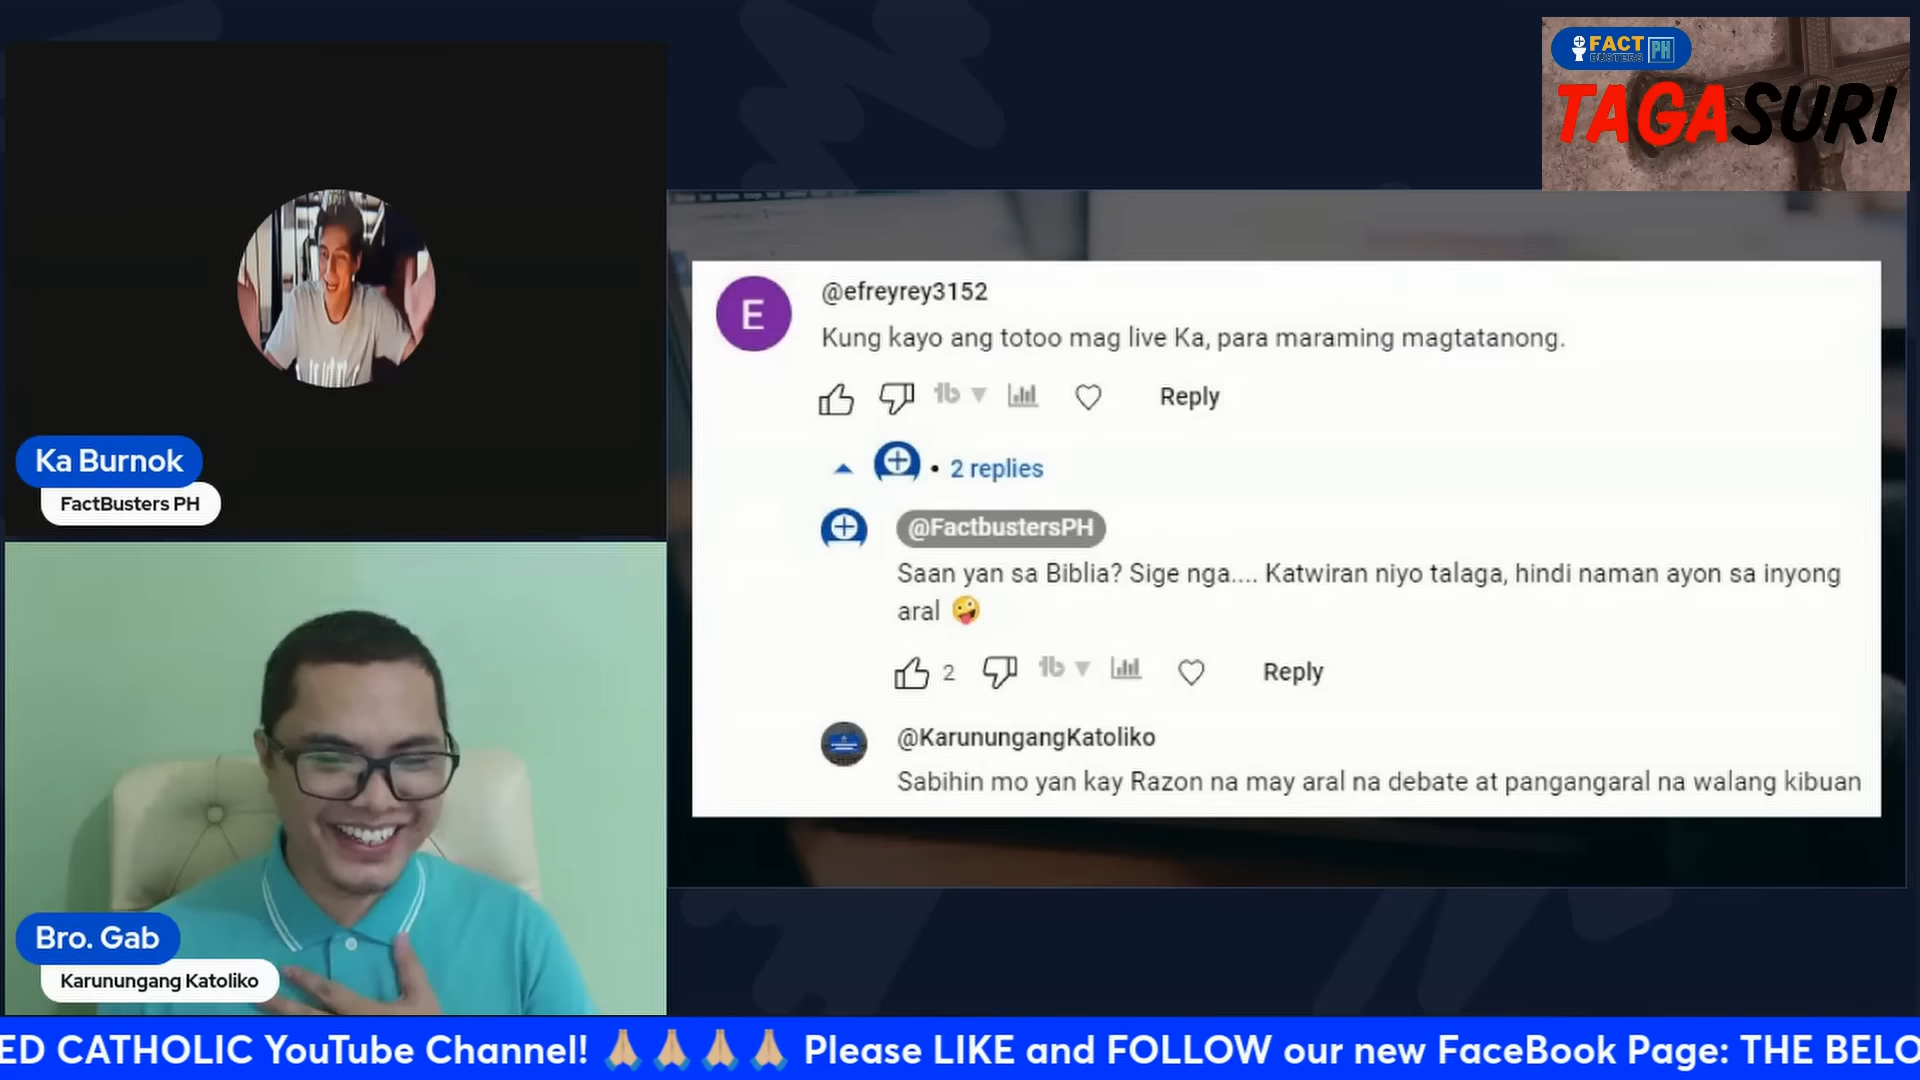 FACT
BUSTERS PH
TAGASURI
@efreyrey3152
Kung kayo ang totoo mag live Ka, para maraming magtatanong.
Reply
• 2 replies
@FactbustersPH
Saan yan sa Biblia? Sige nga.... Katwiran niyo talaga, hindi naman ayon sa inyong
aral 🤪
2
Reply
@KarunungangKatoliko
Sabihin mo yan kay Razon na may aral na debate at pangangaral na walang kibuan
E
Ka Burnok
FactBusters PH
Bro. Gab
Karunungang Katoliko
ED CATHOLIC YouTube Channel! 🙏🏼🙏🏼🙏🏼🙏🏼 Please LIKE and FOLLOW our new FaceBook Page: THE BELO